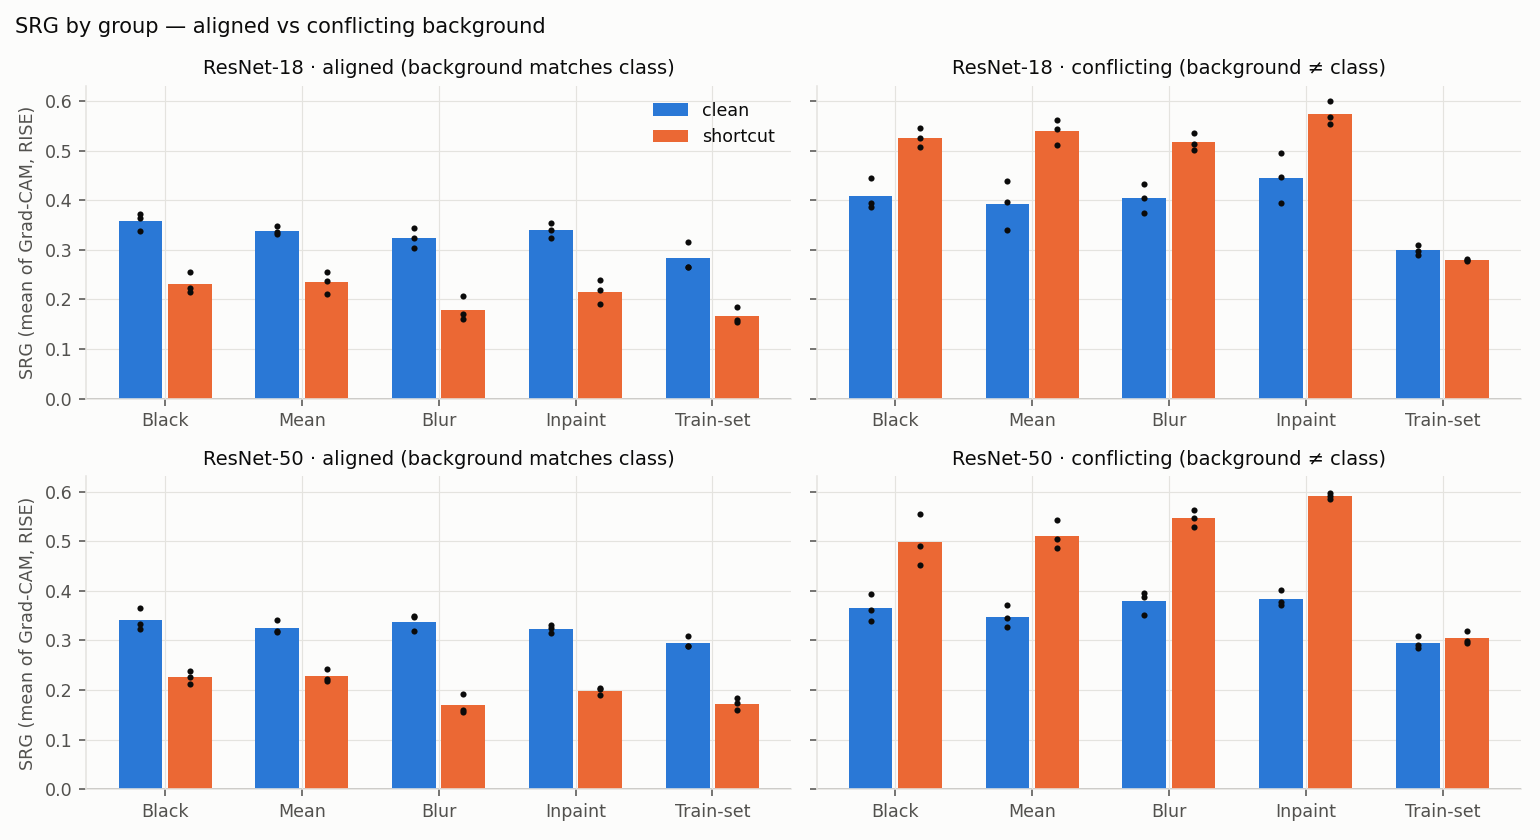 SRG by group — aligned vs conflicting background
ResNet-18 · aligned (background matches class)
SRG (mean of Grad-CAM, RISE)
0.6
0.5
0.4
0.3
0.2
0.1
0.0
clean
shortcut
Black Mean Blur Inpaint Train-set
ResNet-18 · conflicting (background ≠ class)
Black Mean Blur Inpaint Train-set
ResNet-50 · aligned (background matches class)
SRG (mean of Grad-CAM, RISE)
0.6
0.5
0.4
0.3
0.2
0.1
0.0
Black Mean Blur Inpaint Train-set
ResNet-50 · conflicting (background ≠ class)
Black Mean Blur Inpaint Train-set